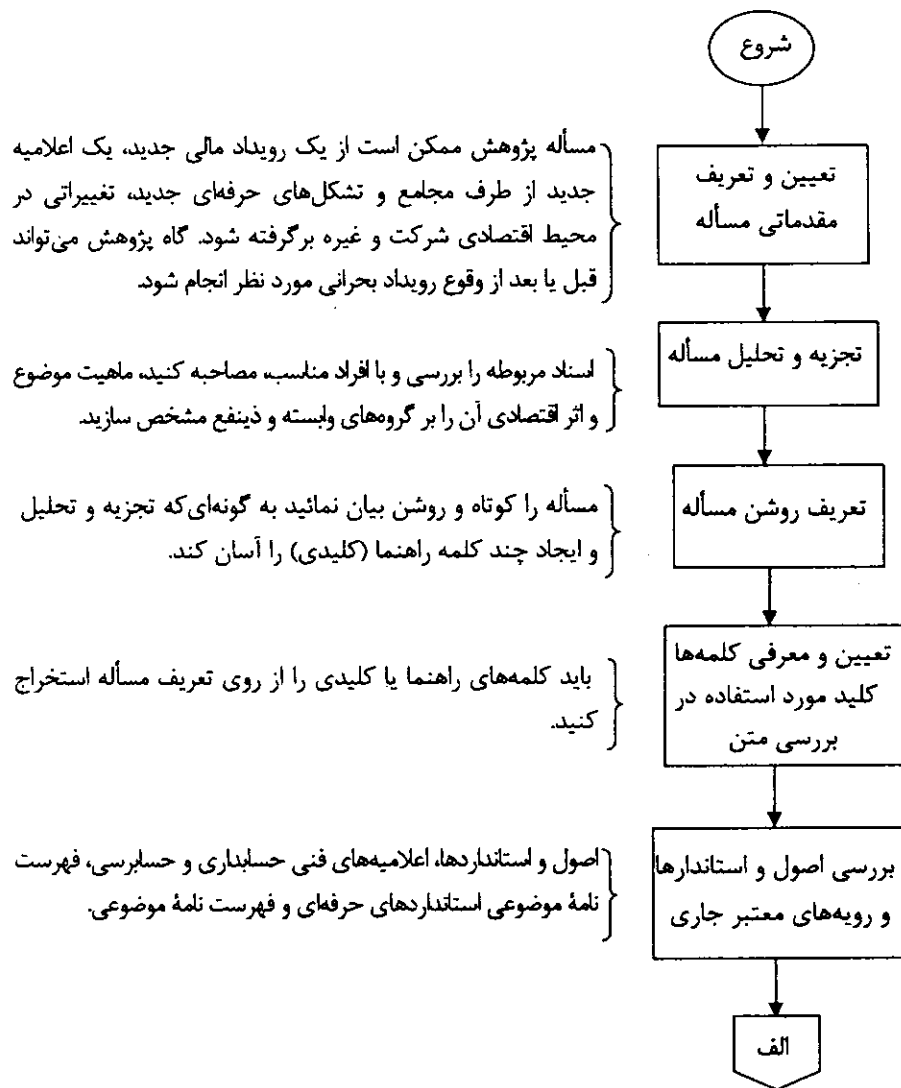 شروع
تعیین و تعریف
مقدماتی مسأله
مسأله پژوهش ممکن است از یک رویداد مالی جدید، یک اعلامیه
جدید از طرف مجامع و تشکل‌های حرفه‌ای جدید، تغییراتی در
محیط اقتصادی شرکت و غیره برگرفته شود. گاه پژوهش می‌تواند
قبل یا بعد از وقوع رویداد بحرانی مورد نظر انجام شود.
تجزیه و تحلیل مسأله
اسناد مربوطه را بررسی و با افراد مناسب، مصاحبه کنید، ماهیت موضوع
و اثر اقتصادی آن را بر گروه‌های وابسته و ذینفع مشخص سازید.
تعریف روشن مسأله
مسأله را کوتاه و روشن بیان نمائید به گونه‌ای‌که تجزیه و تحلیل
و ایجاد چند کلمه راهنما (کلیدی) را آسان کند.
تعیین و معرفی کلمه‌ها
کلید مورد استفاده در
بررسی متن
باید کلمه‌های راهنما یا کلیدی را از روی تعریف مسأله استخراج
کنید.
بررسی اصول و استاندارها
و رویه‌های معتبر جاری
اصول و استانداردها، اعلامیه‌های فنی حسابداری و حسابرسی، فهرست
نامهٔ موضوعی استانداردهای حرفه‌ای و فهرست نامهٔ موضوعی.
الف